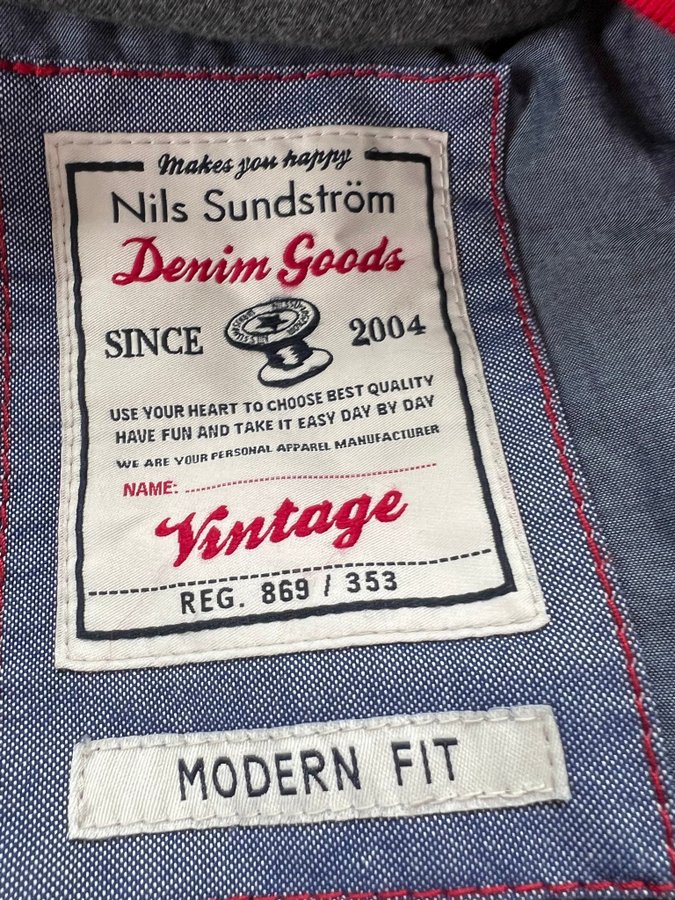 Makes you happy
Nils Sundström
Denim Goods
SINCE 2004
USE YOUR HEART TO CHOOSE BEST QUALITY
HAVE FUN AND TAKE IT EASY DAY BY DAY
WE ARE YOUR PERSONAL APPAREL MANUFACTURER
NAME:
Vintage
REG. 869 / 353
MODERN FIT